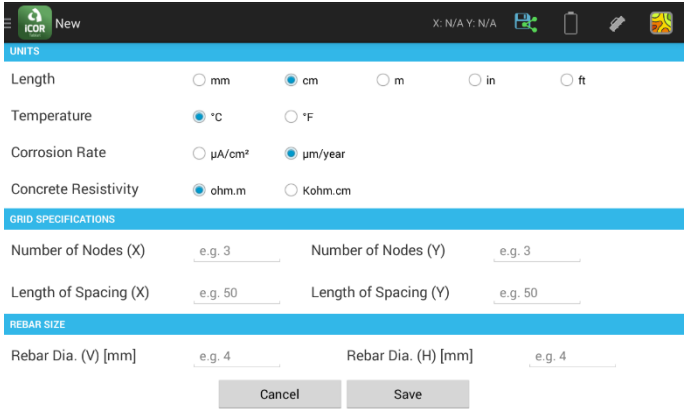 ICOR New X: N/A Y: N/A
UNITS
Length mm cm m in ft
Temperature °C °F
Corrosion Rate µA/cm² µm/year
Concrete Resistivity ohm.m Kohm.cm
GRID SPECIFICATIONS
Number of Nodes (X) e.g. 3 Number of Nodes (Y) e.g. 3
Length of Spacing (X) e.g. 50 Length of Spacing (Y) e.g. 50
REBAR SIZE
Rebar Dia. (V) [mm] e.g. 4 Rebar Dia. (H) [mm] e.g. 4
Cancel Save